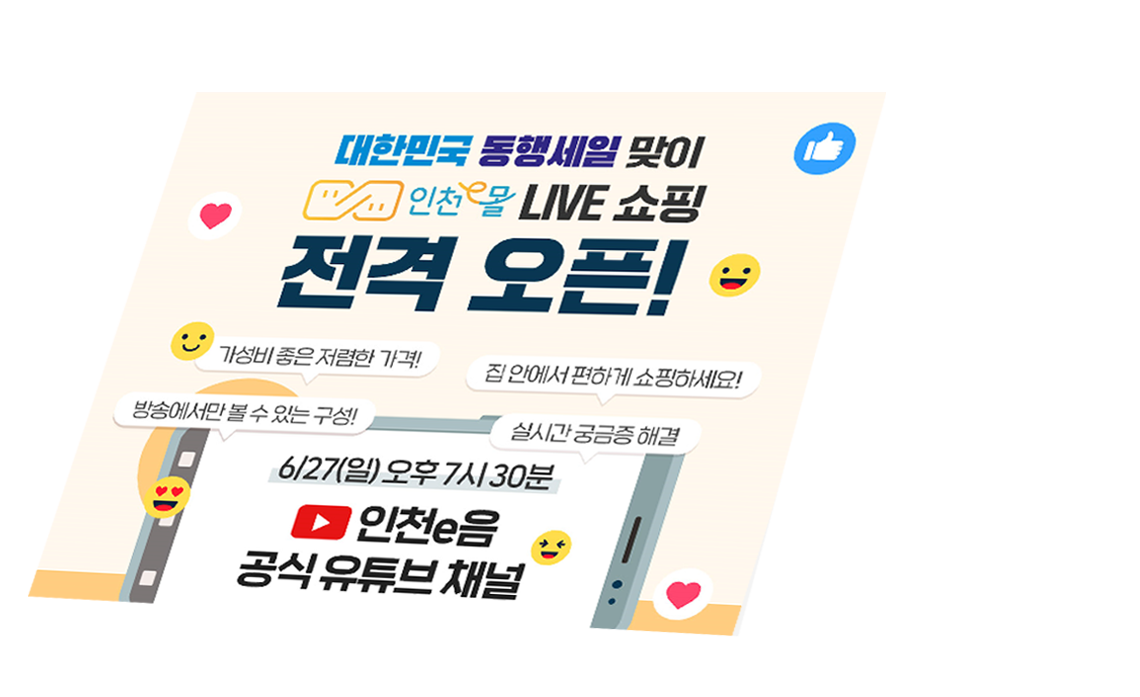 대한민국 동행세일 맞이
인천e몰 LIVE 쇼핑
전격 오픈!
가성비 좋은 저렴한 가격!
집 안에서 편하게 쇼핑하세요!
방송에서만 볼 수 있는 구성!
실시간 궁금증 해결
6/27(일) 오후 7시 30분
인천e음
공식 유튜브 채널